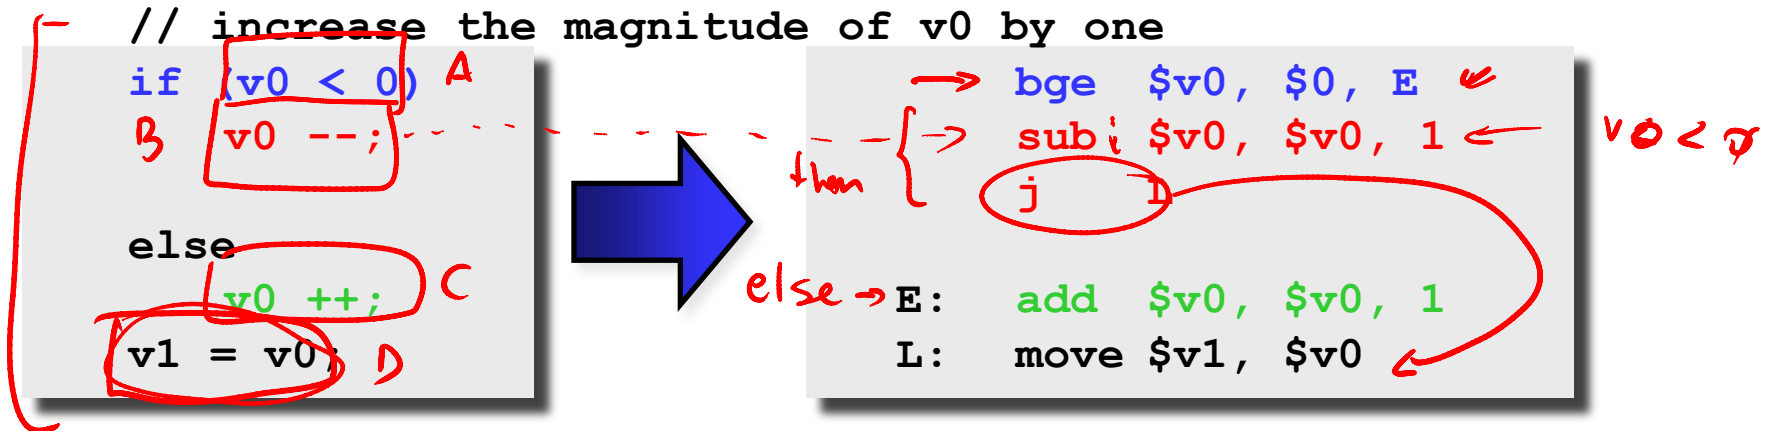 // increase the magnitude of v0 by one
if (v0 < 0) A
B v0 --;
else
v0 ++; C
v1 = v0; D
bge $v0, $0, E
subi $v0, $v0, 1 v0 < 0
then
j L
else → E: add $v0, $v0, 1
L: move $v1, $v0